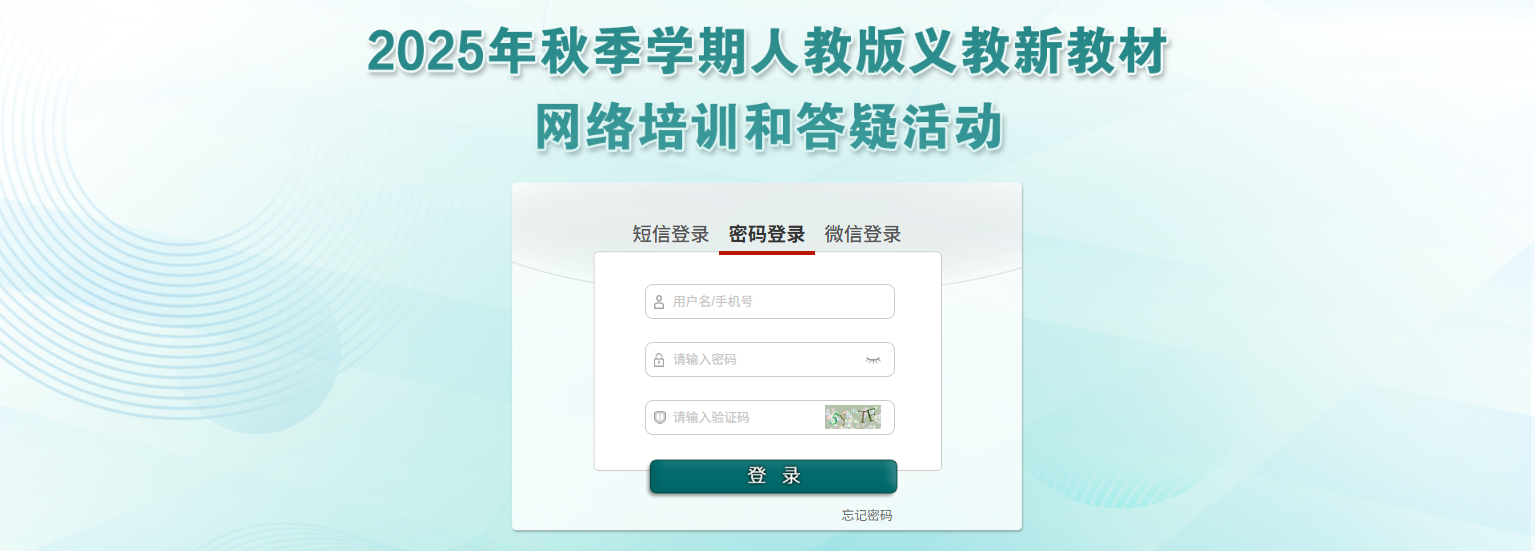 2025年秋季学期人教版义教新教材
网络培训和答疑活动
短信登录 密码登录 微信登录
用户名/手机号
请输入密码
请输入验证码
登 录
忘记密码